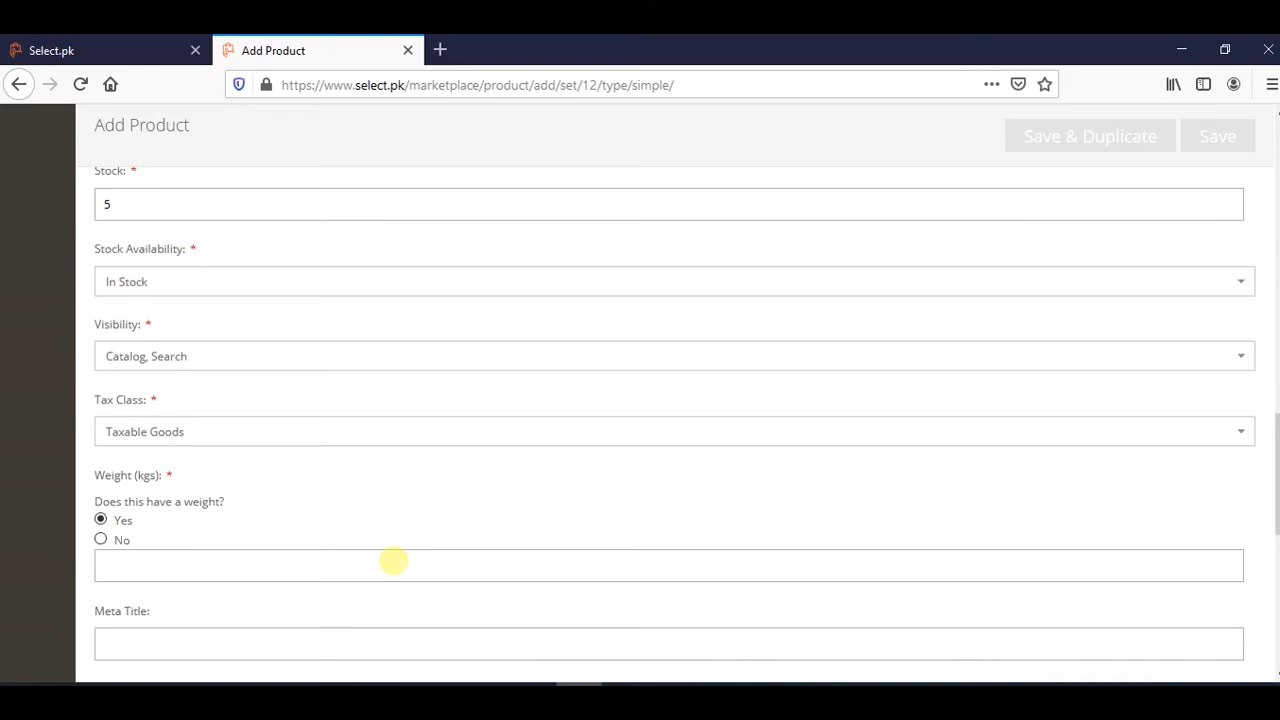 Select.pk
Add Product
https://www.select.pk/marketplace/product/add/set/12/type/simple/
Add Product
Save & Duplicate
Save
Stock: *
5
Stock Availability: *
In Stock
Visibility: *
Catalog, Search
Tax Class: *
Taxable Goods
Weight (kgs): *
Does this have a weight?
Yes
No
Meta Title: